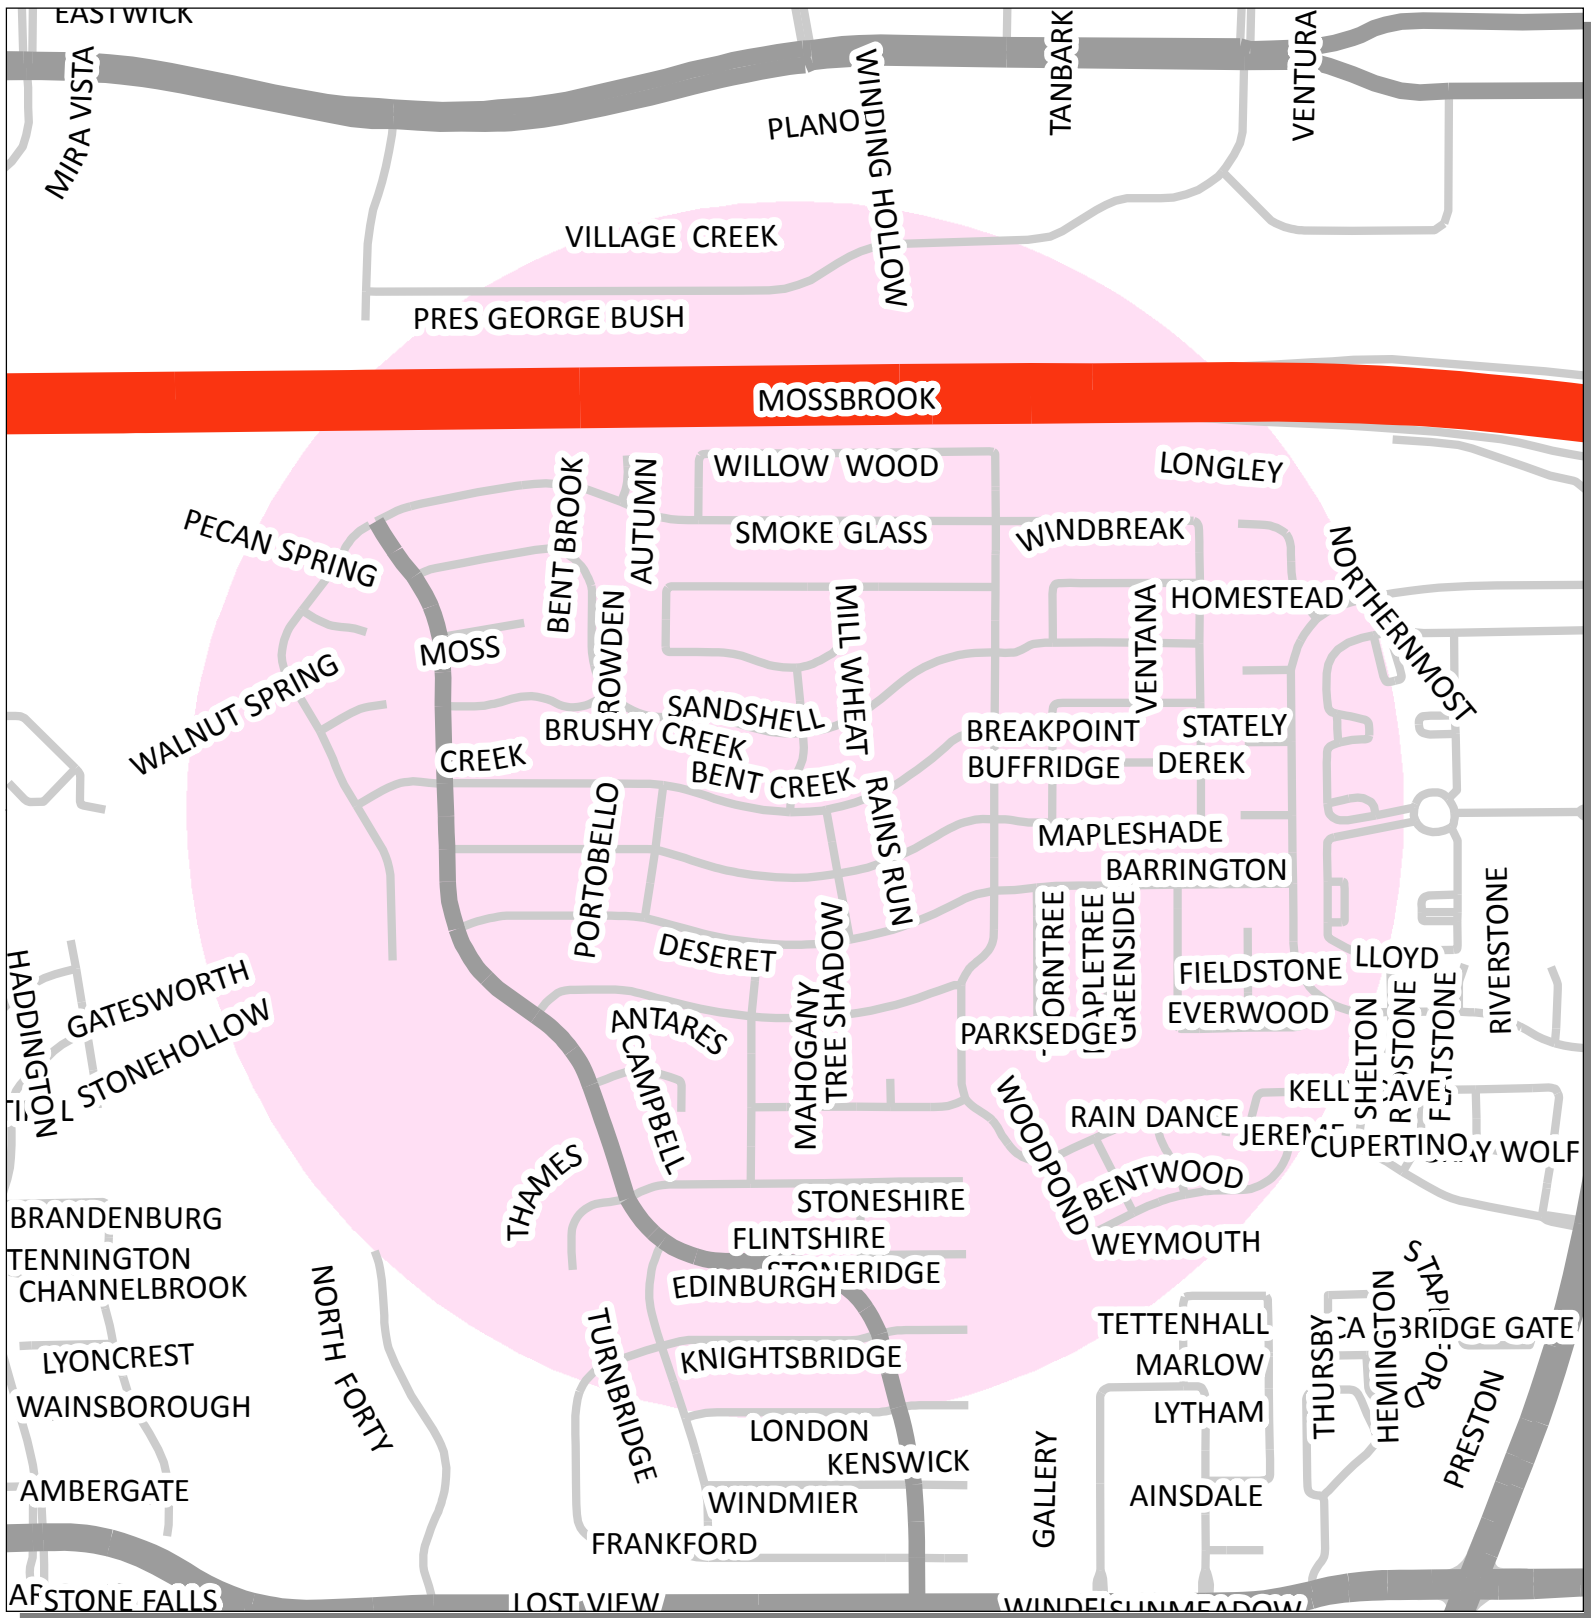 EASTWICK
MIRA VISTA
PLANO
WINDING HOLLOW
TANBARK
VENTURA
VILLAGE CREEK
PRES GEORGE BUSH
MOSSBROOK
WILLOW WOOD
LONGLEY
BENT BROOK
AUTUMN
PECAN SPRING
SMOKE GLASS
WINDBREAK
NORTHERNMOST
HOMESTEAD
MILL WHEAT
VENTANA
ROWDEN
MOSS
WALNUT SPRING
SANDSHELL
BRUSHY CREEK
BREAKPOINT
STATELY
CREEK
BENT CREEK
BUFFRIDGE
DEREK
PORTOBELLO
RAINS RUN
MAPLESHADE
BARRINGTON
RIVERSTONE
HADDINGTON
GATESWORTH
STONEHOLLOW
DESERET
TREE SHADOW
MAHOGANY
LLOYD
FIELDSTONE
EVERWOOD
PARKSEDGE
SHELTON
ANTARES
CAMPBELL
WOODPOND
KELLY CAVE
RAIN DANCE
CUPERTINO
WOLF
BENTWOOD
THAMES
STONESHIRE
BRANDENBURG
FLINTSHIRE
WEYMOUTH
TENNINGTON
CHANNELBROOK
EDINBURGH
NORTH FORTY
TURNBRIDGE
TETTENHALL
THURSBY
HEMINGTON
BRIDGE GATE
LYONCREST
KNIGHTSBRIDGE
MARLOW
PRESTON
WAINSBOROUGH
LYTHAM
LONDON
KENSWICK
GALLERY
AMBERGATE
WINDMIER
AINSDALE
FRANKFORD
STONE FALLS
LOST VIEW
SUNMEADOW